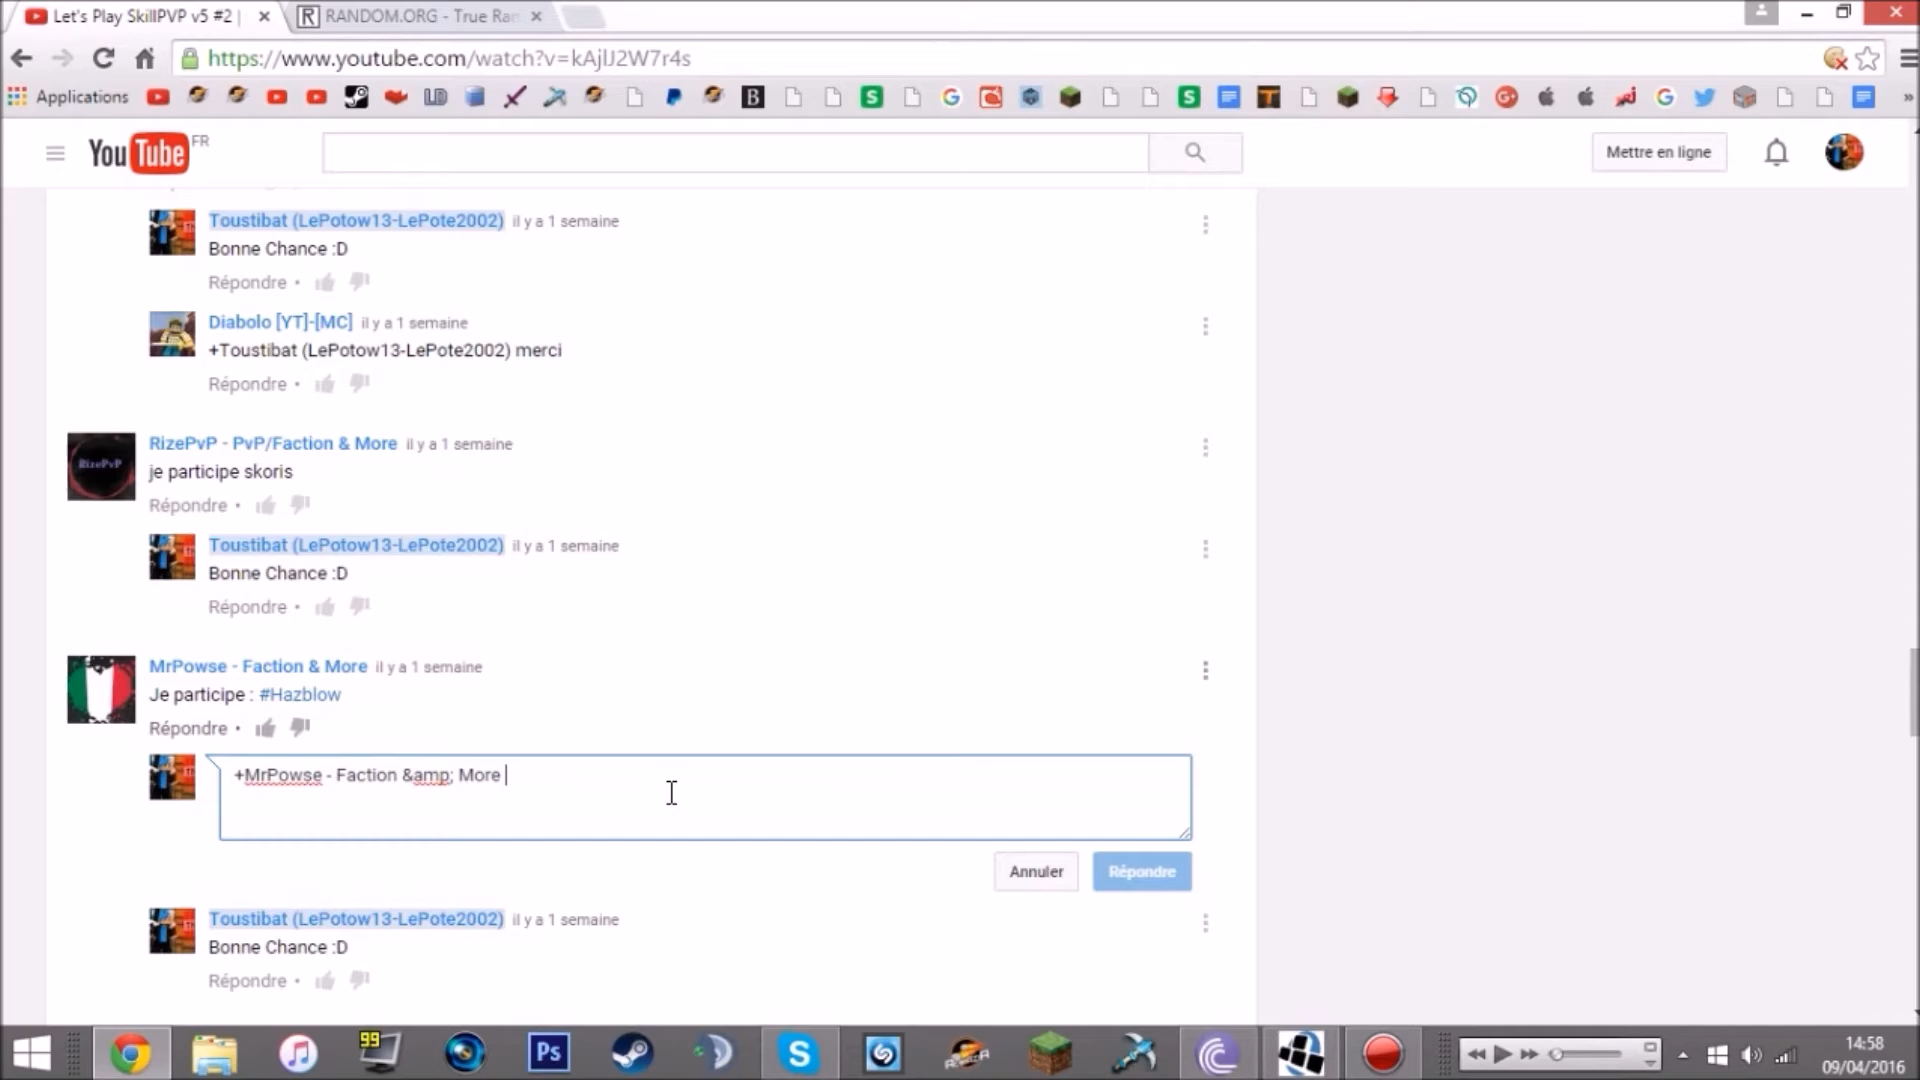 Let's Play SkillPVP v5 #2 |
RANDOM.ORG - True Ran
https://www.youtube.com/watch?v=kAjlJ2W7r4s
Applications
YouTube FR
Mettre en ligne
Toustibat (LePotow13-LePote2002) il y a 1 semaine
Bonne Chance :D
Répondre •
Diabolo [YT]-[MC] il y a 1 semaine
+Toustibat (LePotow13-LePote2002) merci
Répondre •
RizePvP - PvP/Faction & More il y a 1 semaine
RizePvP
je participe skoris
Répondre •
Toustibat (LePotow13-LePote2002) il y a 1 semaine
Bonne Chance :D
Répondre •
MrPowse - Faction & More il y a 1 semaine
Je participe : #Hazblow
Répondre •
+MrPowse - Faction &amp; More
Annuler
Répondre
Toustibat (LePotow13-LePote2002) il y a 1 semaine
Bonne Chance :D
Répondre •
99
Ps
14:58
09/04/2016